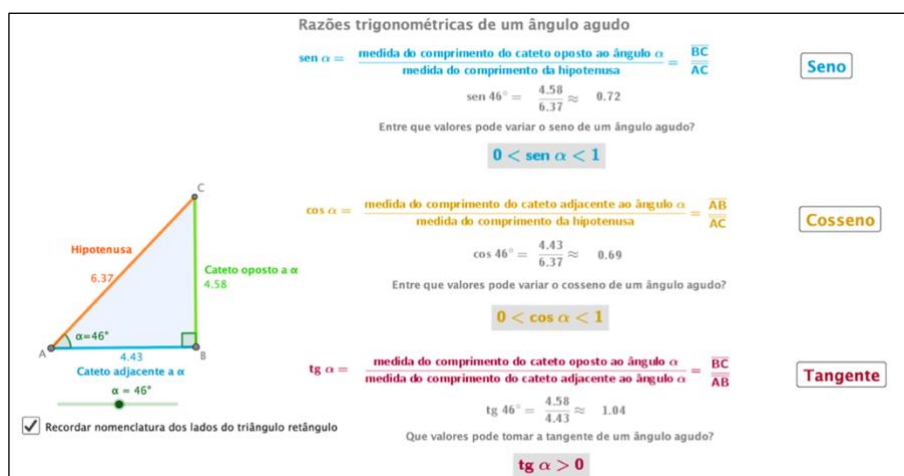 Razões trigonométricas de um ângulo agudo
sen α = medida do comprimento do cateto oposto ao ângulo α / medida do comprimento da hipotenusa = BC / AC
Seno
sen 46° = 4.58 / 6.37 ≈ 0.72
Entre que valores pode variar o seno de um ângulo agudo?
0 < sen α < 1
cos α = medida do comprimento do cateto adjacente ao ângulo α / medida do comprimento da hipotenusa = AB / AC
Cosseno
cos 46° = 4.43 / 6.37 ≈ 0.69
Entre que valores pode variar o cosseno de um ângulo agudo?
0 < cos α < 1
tg α = medida do comprimento do cateto oposto ao ângulo α / medida do comprimento do cateto adjacente ao ângulo α = BC / AB
Tangente
tg 46° = 4.58 / 4.43 ≈ 1.04
Que valores pode tomar a tangente de um ângulo agudo?
tg α > 0
C
Hipotenusa
6.37
Cateto oposto a α
4.58
α=46°
A
B
4.43
Cateto adjacente a α
α = 46°
Recordar nomenclatura dos lados do triângulo retângulo